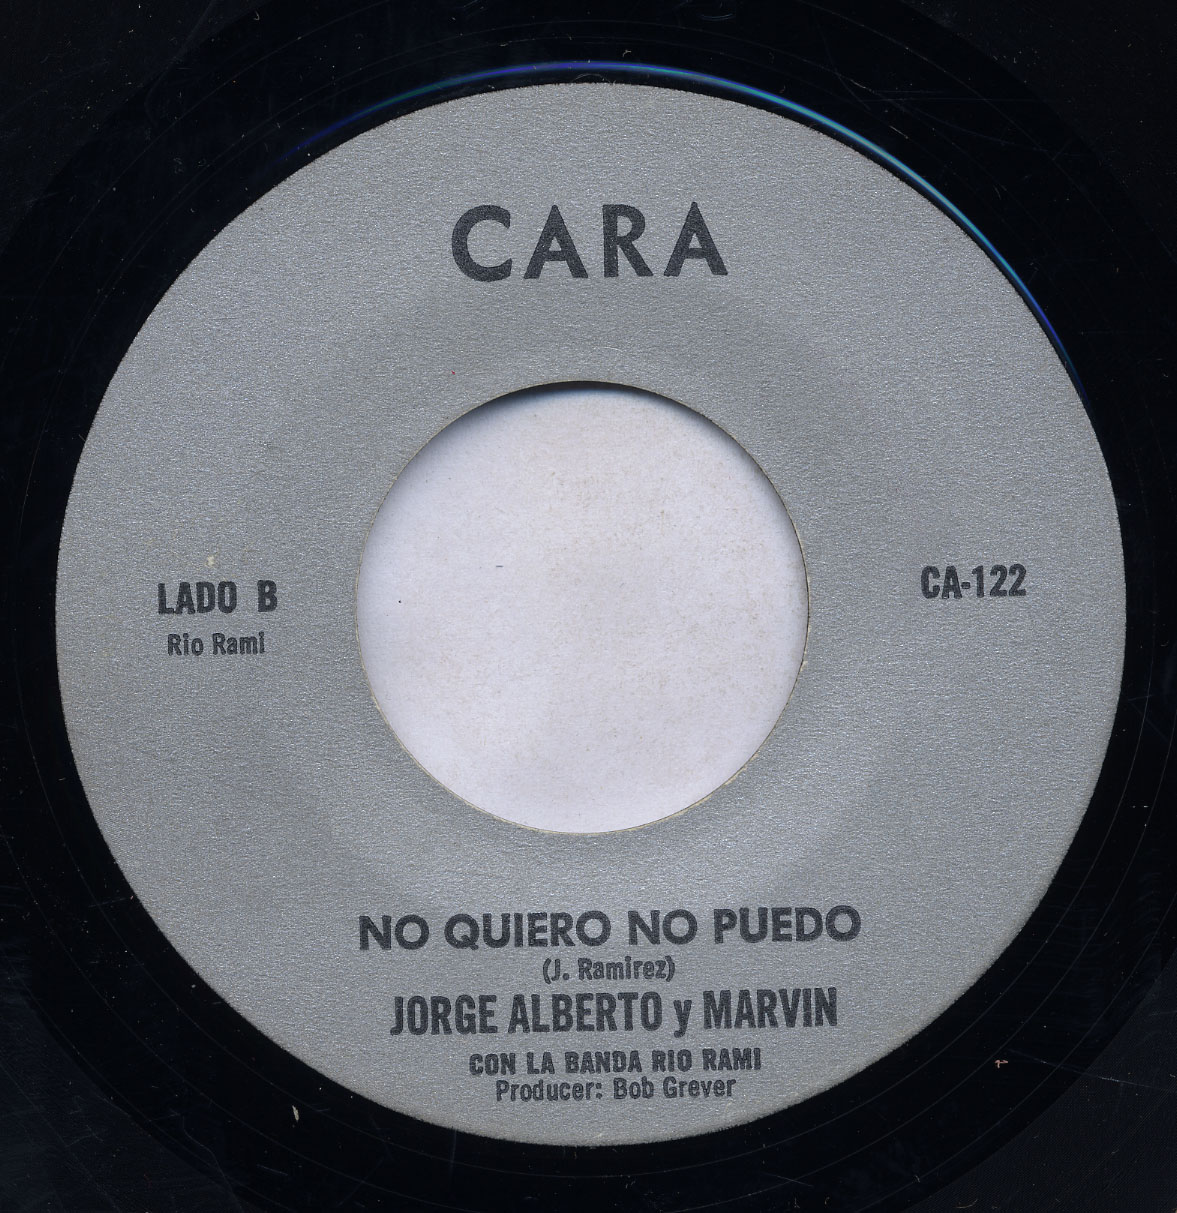 CARA
LADO B
Rio Rami
CA-122
NO QUIERO NO PUEDO
(J. Ramirez)
JORGE ALBERTO y MARVIN
CON LA BANDA RIO RAMI
Producer: Bob Grever